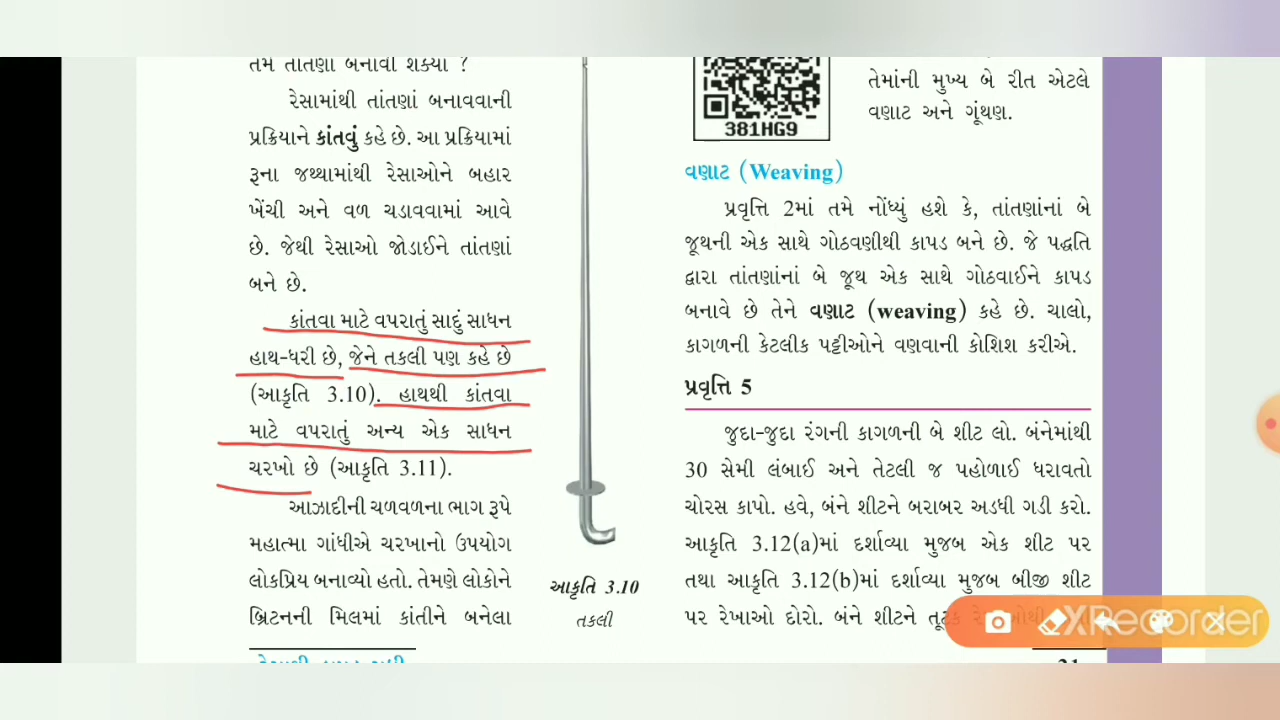 તમે તાંતણાં બનાવી શક્યા ?
રેસામાંથી તાંતણાં બનાવવાની
પ્રક્રિયાને કાંતવું કહે છે. આ પ્રક્રિયામાં
રૂના જથ્થામાંથી રેસાઓને બહાર
ખેંચી અને વળ ચડાવવામાં આવે
છે. જેથી રેસાઓ જોડાઈને તાંતણાં
બને છે.
કાંતવા માટે વપરાતું સાદું સાધન
હાથ-ધરી છે, જેને તકલી પણ કહે છે
(આકૃતિ 3.10). હાથથી કાંતવા
માટે વપરાતું અન્ય એક સાધન
ચરખો છે (આકૃતિ 3.11).
આઝાદીની ચળવળના ભાગ રૂપે
મહાત્મા ગાંધીએ ચરખાનો ઉપયોગ
લોકપ્રિય બનાવ્યો હતો. તેમણે લોકોને
બ્રિટનની મિલમાં કાંતીને બનેલા
આકૃતિ 3.10
તકલી
તેમાંની મુખ્ય બે રીત એટલે
વણાટ અને ગૂંથણ.
381HG9
વણાટ (Weaving)
પ્રવૃત્તિ 2માં તમે નોંધ્યું હશે કે, તાંતણાંનાં બે
જૂથની એક સાથે ગોઠવણીથી કાપડ બને છે. જે પદ્ધતિ
દ્વારા તાંતણાંનાં બે જૂથ એક સાથે ગોઠવાઈને કાપડ
બનાવે છે તેને વણાટ (weaving) કહે છે. ચાલો,
કાગળની કેટલીક પટ્ટીઓને વણવાની કોશિશ કરીએ.
પ્રવૃત્તિ 5
જુદા-જુદા રંગની કાગળની બે શીટ લો. બંનેમાંથી
30 સેમી લંબાઈ અને તેટલી જ પહોળાઈ ધરાવતો
ચોરસ કાપો. હવે, બંને શીટને બરાબર અડધી ગડી કરો.
આકૃતિ 3.12(a)માં દર્શાવ્યા મુજબ એક શીટ પર
તથા આકૃતિ 3.12(b)માં દર્શાવ્યા મુજબ બીજી શીટ
પર રેખાઓ દોરો. બંને શીટને
XRecorder